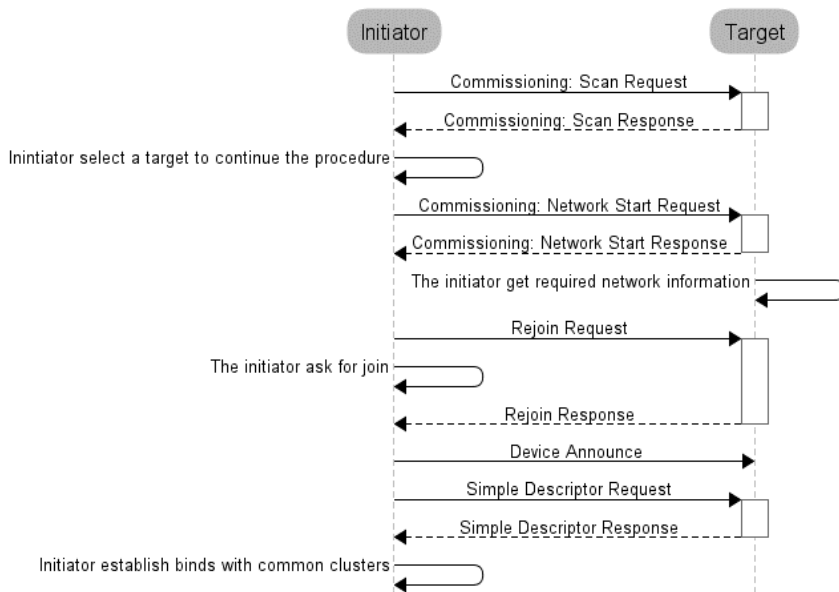 Initiator
Target
Commissioning: Scan Request
Commissioning: Scan Response
Inintiator select a target to continue the procedure
Commissioning: Network Start Request
Commissioning: Network Start Response
The initiator get required network information
Rejoin Request
The initiator ask for join
Rejoin Response
Device Announce
Simple Descriptor Request
Simple Descriptor Response
Initiator establish binds with common clusters